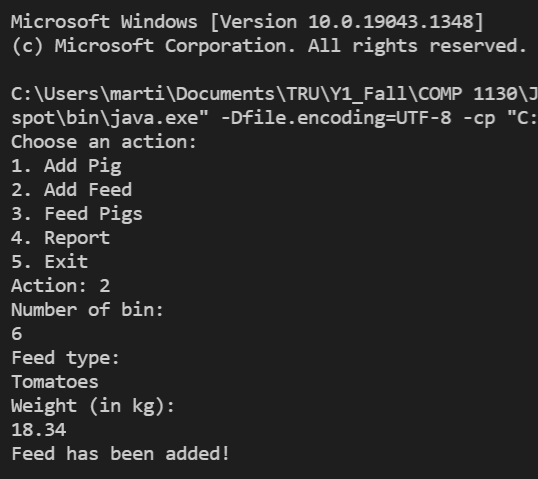 Microsoft Windows [Version 10.0.19043.1348]
(c) Microsoft Corporation. All rights reserved.
C:\Users\marti\Documents\TRU\Y1_Fall\COMP 1130\J
spot\bin\java.exe" -Dfile.encoding=UTF-8 -cp "C:
Choose an action:
1. Add Pig
2. Add Feed
3. Feed Pigs
4. Report
5. Exit
Action: 2
Number of bin:
6
Feed type:
Tomatoes
Weight (in kg):
18.34
Feed has been added!